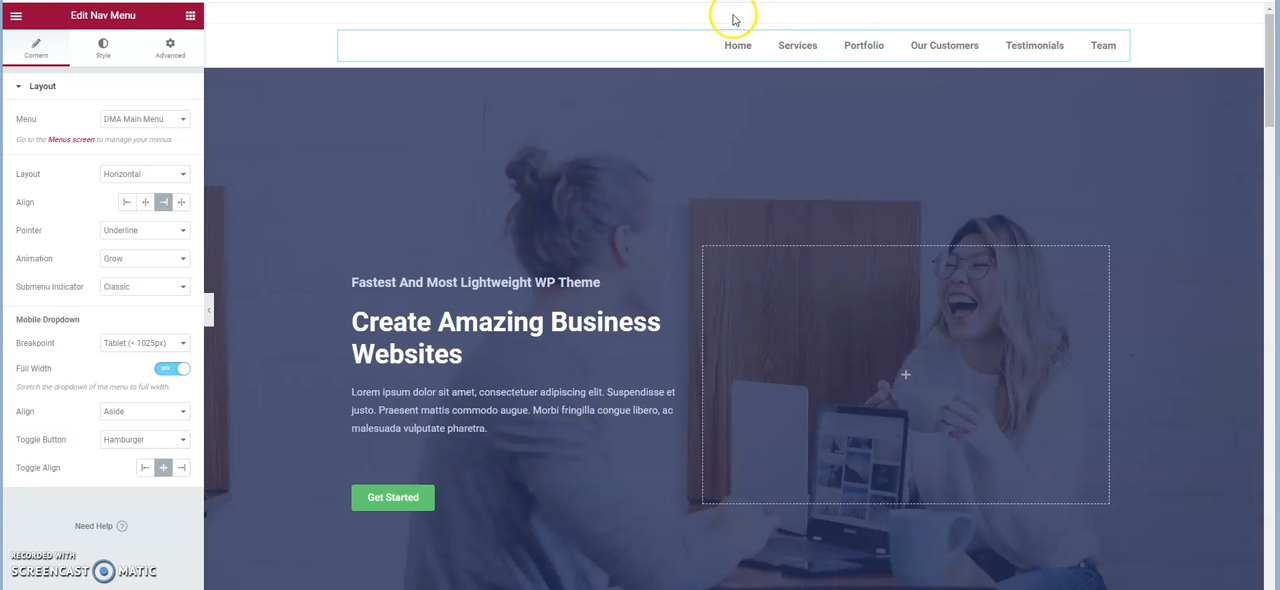 Edit Nav Menu
Content
Style
Advanced
Layout
Menu
DMA Main Menu
Go to the Menus screen to manage your menus.
Layout
Horizontal
Align
Pointer
Underline
Animation
Grow
Submenu Indicator
Classic
Mobile Dropdown
Breakpoint
Tablet (< 1025px)
Full Width
Stretch the dropdown of the menu to full width.
Align
Aside
Toggle Button
Hamburger
Toggle Align
Need Help ?
RECORDED WITH
SCREENCAST MATIC
Home
Services
Portfolio
Our Customers
Testimonials
Team
Fastest And Most Lightweight WP Theme
Create Amazing Business
Websites
Lorem ipsum dolor sit amet, consectetuer adipiscing elit. Suspendisse et
justo. Praesent mattis commodo augue. Morbi fringilla congue libero, ac
malesuada vulputate pharetra.
Get Started